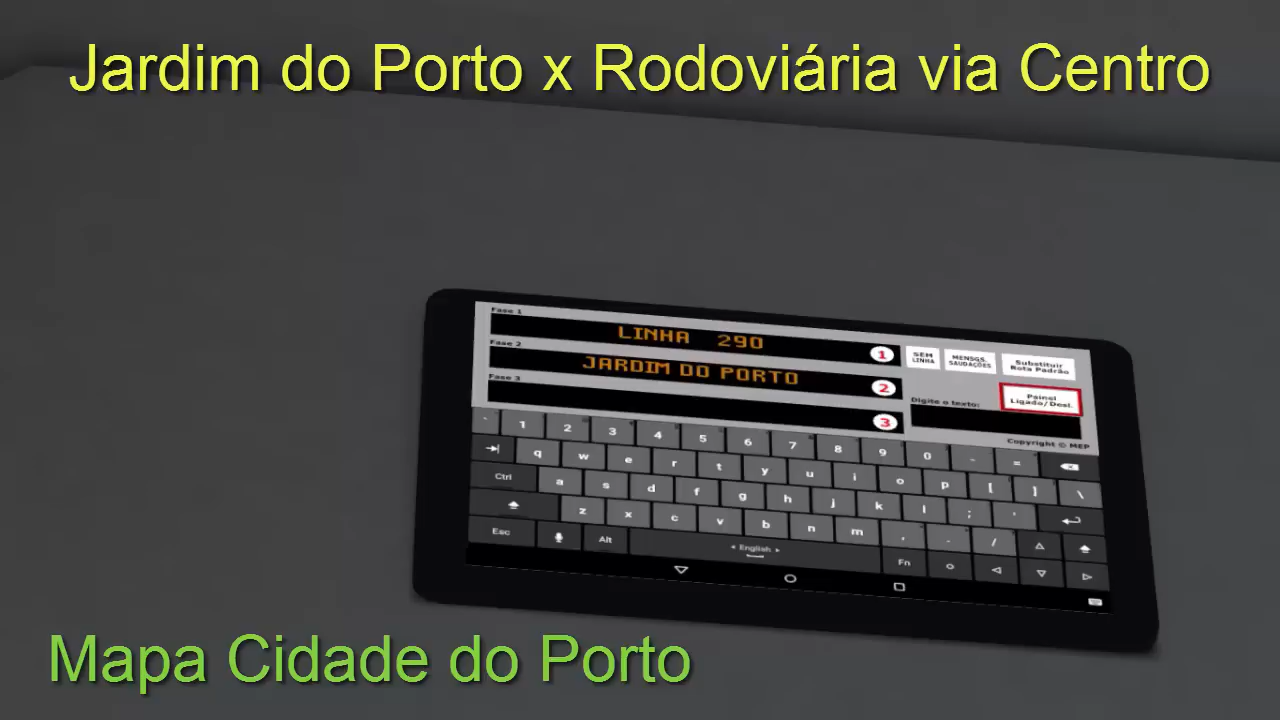 Jardim do Porto x Rodoviária via Centro
Fase 1
LINHA 290
1
Fase 2
JARDIM DO PORTO
2
Fase 3
3
SEM LINHA
MENSGS. SAUDAÇÕES
Substituir
Rota Padrão
Painel
Ligado/Desl.
Digite o texto:
Copyright © MEP
` 1 2 3 4 5 6 7 8 9 0 - =
q w e r t y u i o p [ ] \
Ctrl a s d f g h j k l ; '
z x c v b n m , . /
Esc Alt English Fn
Mapa Cidade do Porto